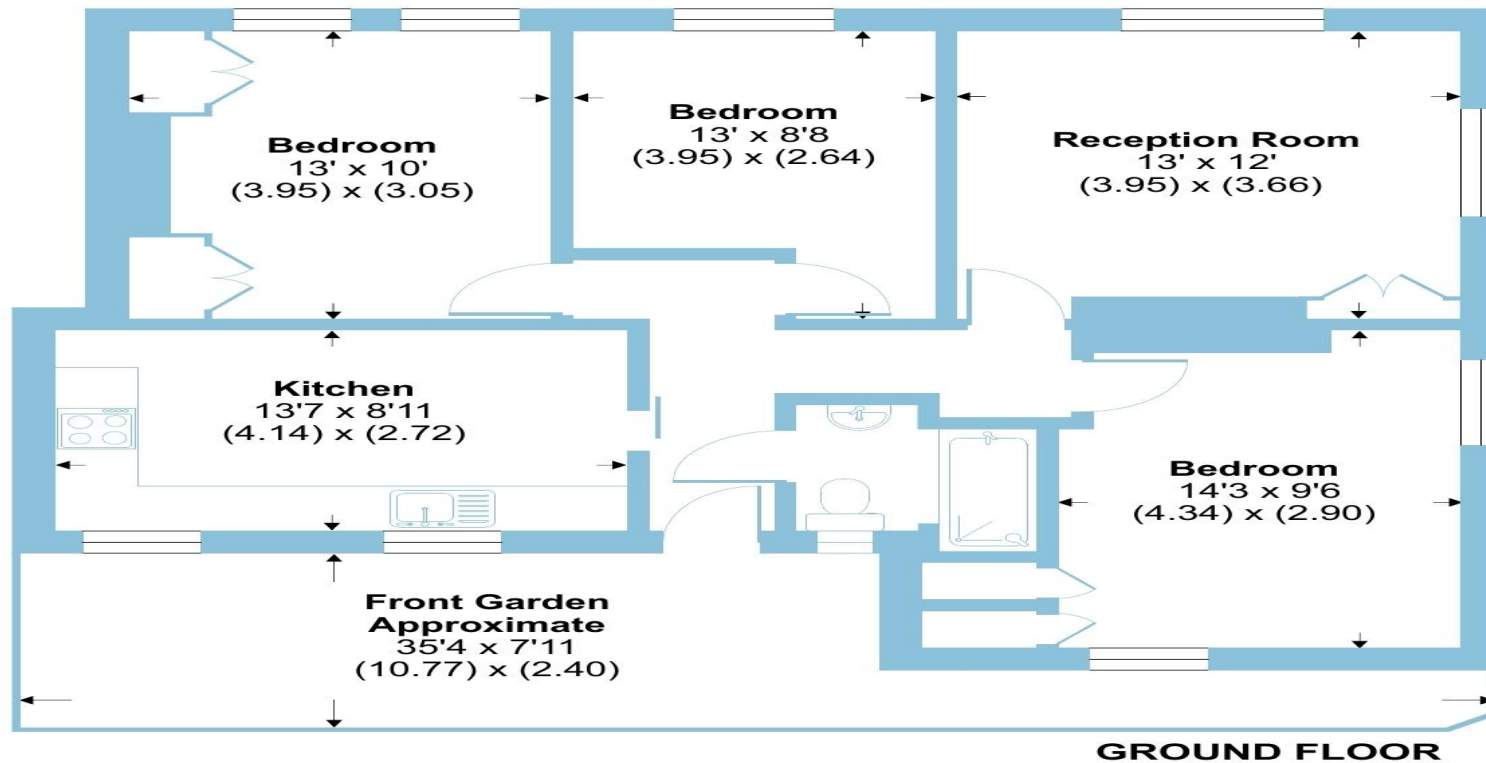 Bedroom
13' x 10'
(3.95) x (3.05)
Bedroom
13' x 8'8
(3.95) x (2.64)
Reception Room
13' x 12'
(3.95) x (3.66)
Kitchen
13'7 x 8'11
(4.14) x (2.72)
Bedroom
14'3 x 9'6
(4.34) x (2.90)
Front Garden
Approximate
35'4 x 7'11
(10.77) x (2.40)
GROUND FLOOR